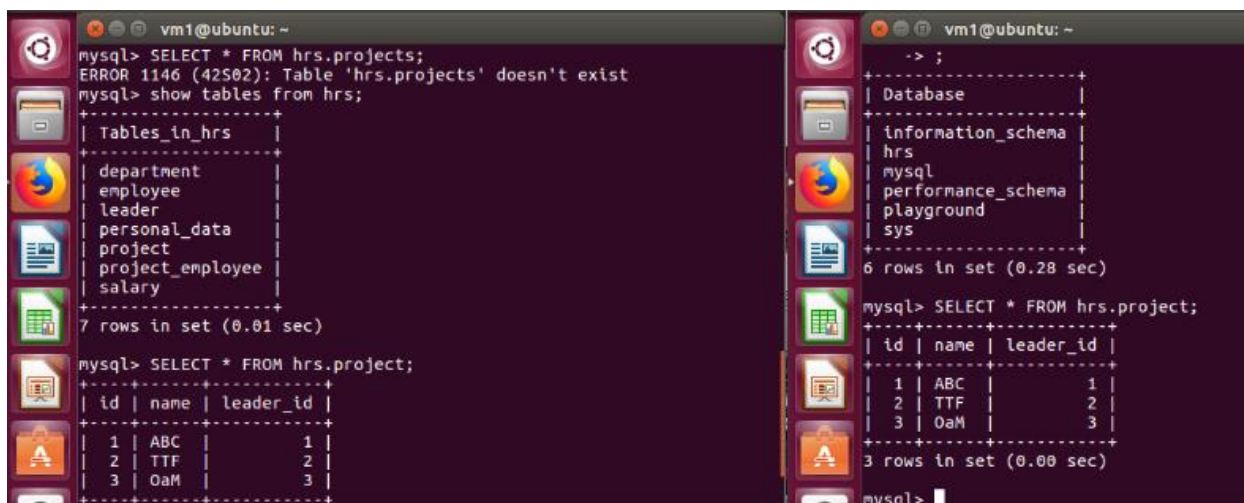 vm1@ubuntu: ~
mysql> SELECT * FROM hrs.projects;
ERROR 1146 (42S02): Table 'hrs.projects' doesn't exist
mysql> show tables from hrs;
+------------------+
| Tables_in_hrs    |
+------------------+
| department       |
| employee         |
| leader           |
| personal_data    |
| project          |
| project_employee |
| salary           |
+------------------+
7 rows in set (0.01 sec)
mysql> SELECT * FROM hrs.project;
+----+------+-----------+
| id | name | leader_id |
+----+------+-----------+
|  1 | ABC  |         1 |
|  2 | TTF  |         2 |
|  3 | OaM  |         3 |
+----+------+-----------+
vm1@ubuntu: ~
-> ;
+--------------------+
| Database           |
+--------------------+
| information_schema |
| hrs                |
| mysql              |
| performance_schema |
| playground         |
| sys                |
+--------------------+
6 rows in set (0.28 sec)
mysql> SELECT * FROM hrs.project;
+----+------+-----------+
| id | name | leader_id |
+----+------+-----------+
|  1 | ABC  |         1 |
|  2 | TTF  |         2 |
|  3 | OaM  |         3 |
+----+------+-----------+
3 rows in set (0.00 sec)
mysql>